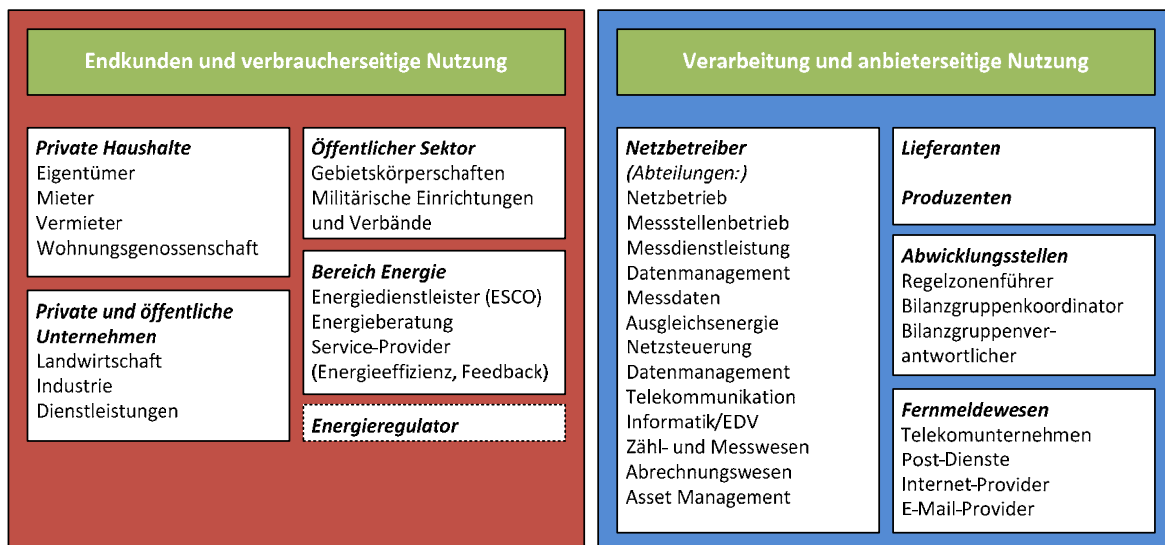 Endkunden und verbraucherseitige Nutzung
Private Haushalte
Eigentümer
Mieter
Vermieter
Wohnungsgenossenschaft
Private und öffentliche
Unternehmen
Landwirtschaft
Industrie
Dienstleistungen
Öffentlicher Sektor
Gebietskörperschaften
Militärische Einrichtungen
und Verbände
Bereich Energie
Energiedienstleister (ESCO)
Energieberatung
Service-Provider
(Energieeffizienz, Feedback)
Energieregulator
Verarbeitung und anbieterseitige Nutzung
Netzbetreiber
(Abteilungen:)
Netzbetrieb
Messstellenbetrieb
Messdienstleistung
Datenmanagement
Messdaten
Ausgleichsenergie
Netzsteuerung
Datenmanagement
Telekommunikation
Informatik/EDV
Zähl- und Messwesen
Abrechnungswesen
Asset Management
Lieferanten
Produzenten
Abwicklungsstellen
Regelzonenführer
Bilanzgruppenkoordinator
Bilanzgruppenver-
antwortlicher
Fernmeldewesen
Telekomunternehmen
Post-Dienste
Internet-Provider
E-Mail-Provider